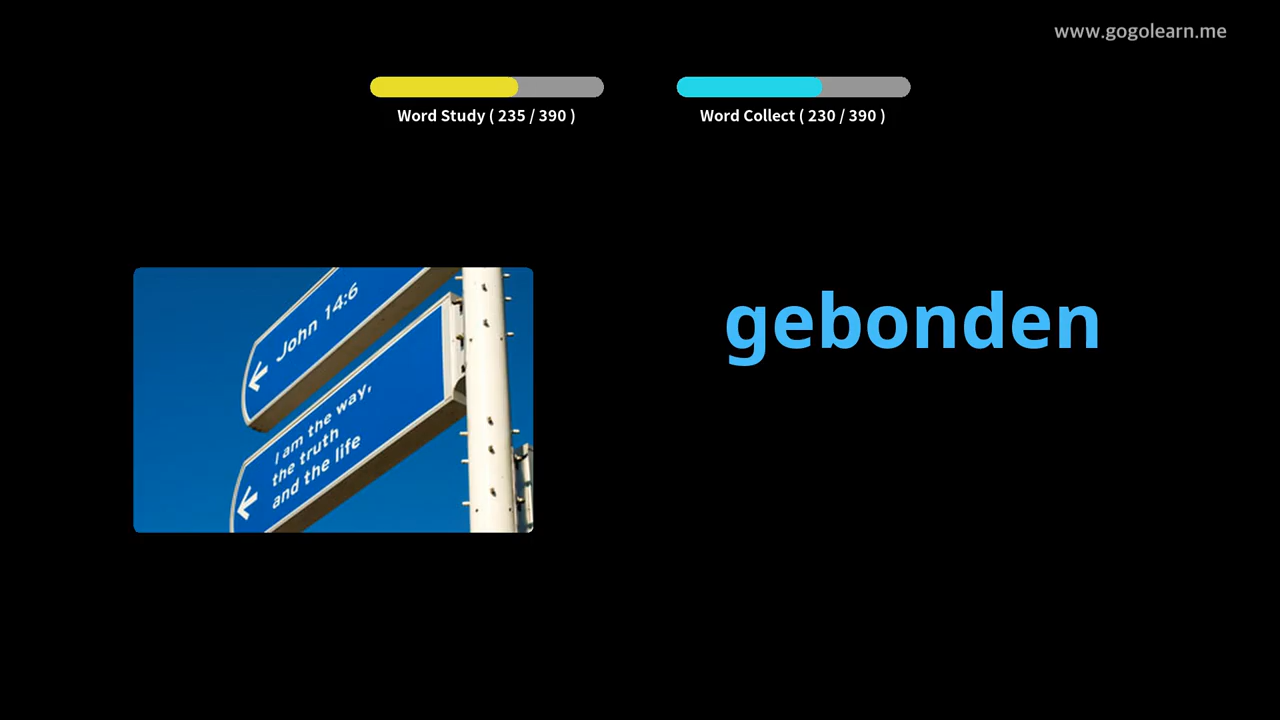 www.gogolearn.me
Word Study ( 235 / 390 )
Word Collect ( 230 / 390 )
John 14:6
I am the way,
the truth
and the life
gebonden